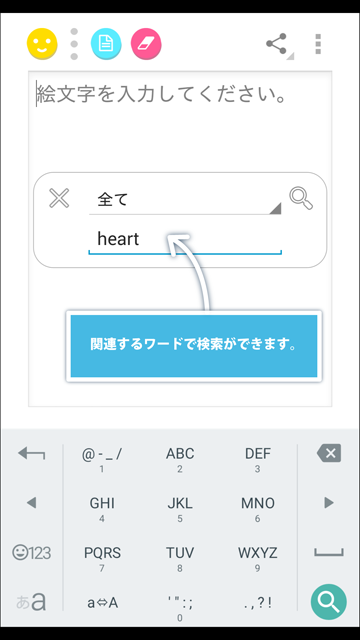 絵文字を入力してください。
全て
heart
関連するワードで検索ができます。
@ - _ / ABC DEF
1 2 3
GHI JKL MNO
4 5 6
☺123 PQRS TUV WXYZ
7 8 9
あa a⇔A ' " : ; . , ? !
0